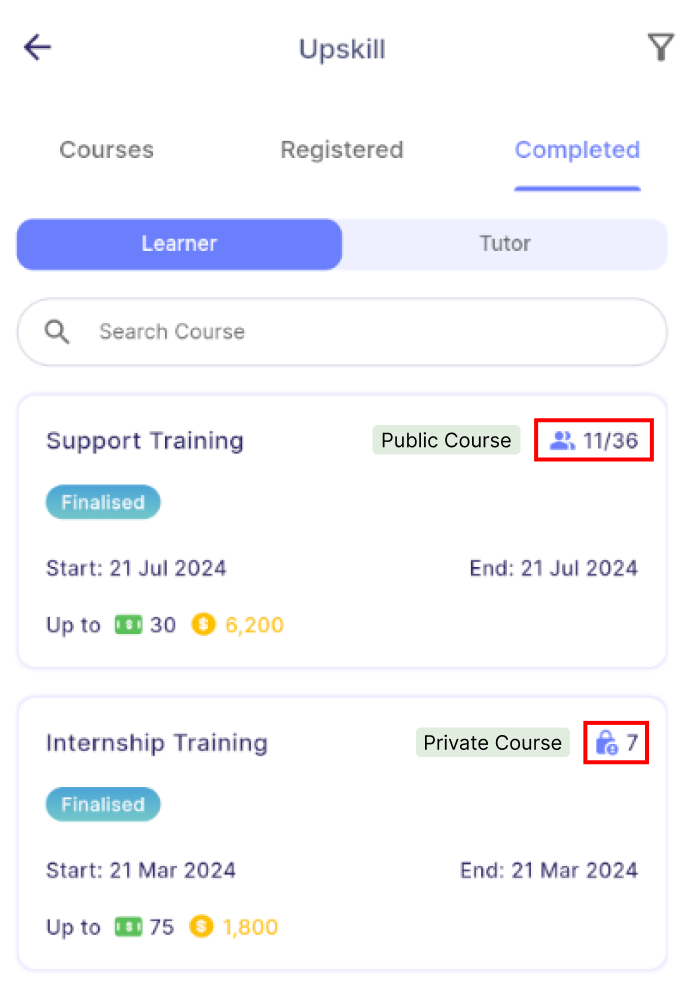 Upskill
Courses Registered Completed
Learner Tutor
Search Course
Support Training Public Course 11/36
Finalised
Start: 21 Jul 2024 End: 21 Jul 2024
Up to 30 6,200
Internship Training Private Course 7
Finalised
Start: 21 Mar 2024 End: 21 Mar 2024
Up to 75 1,800